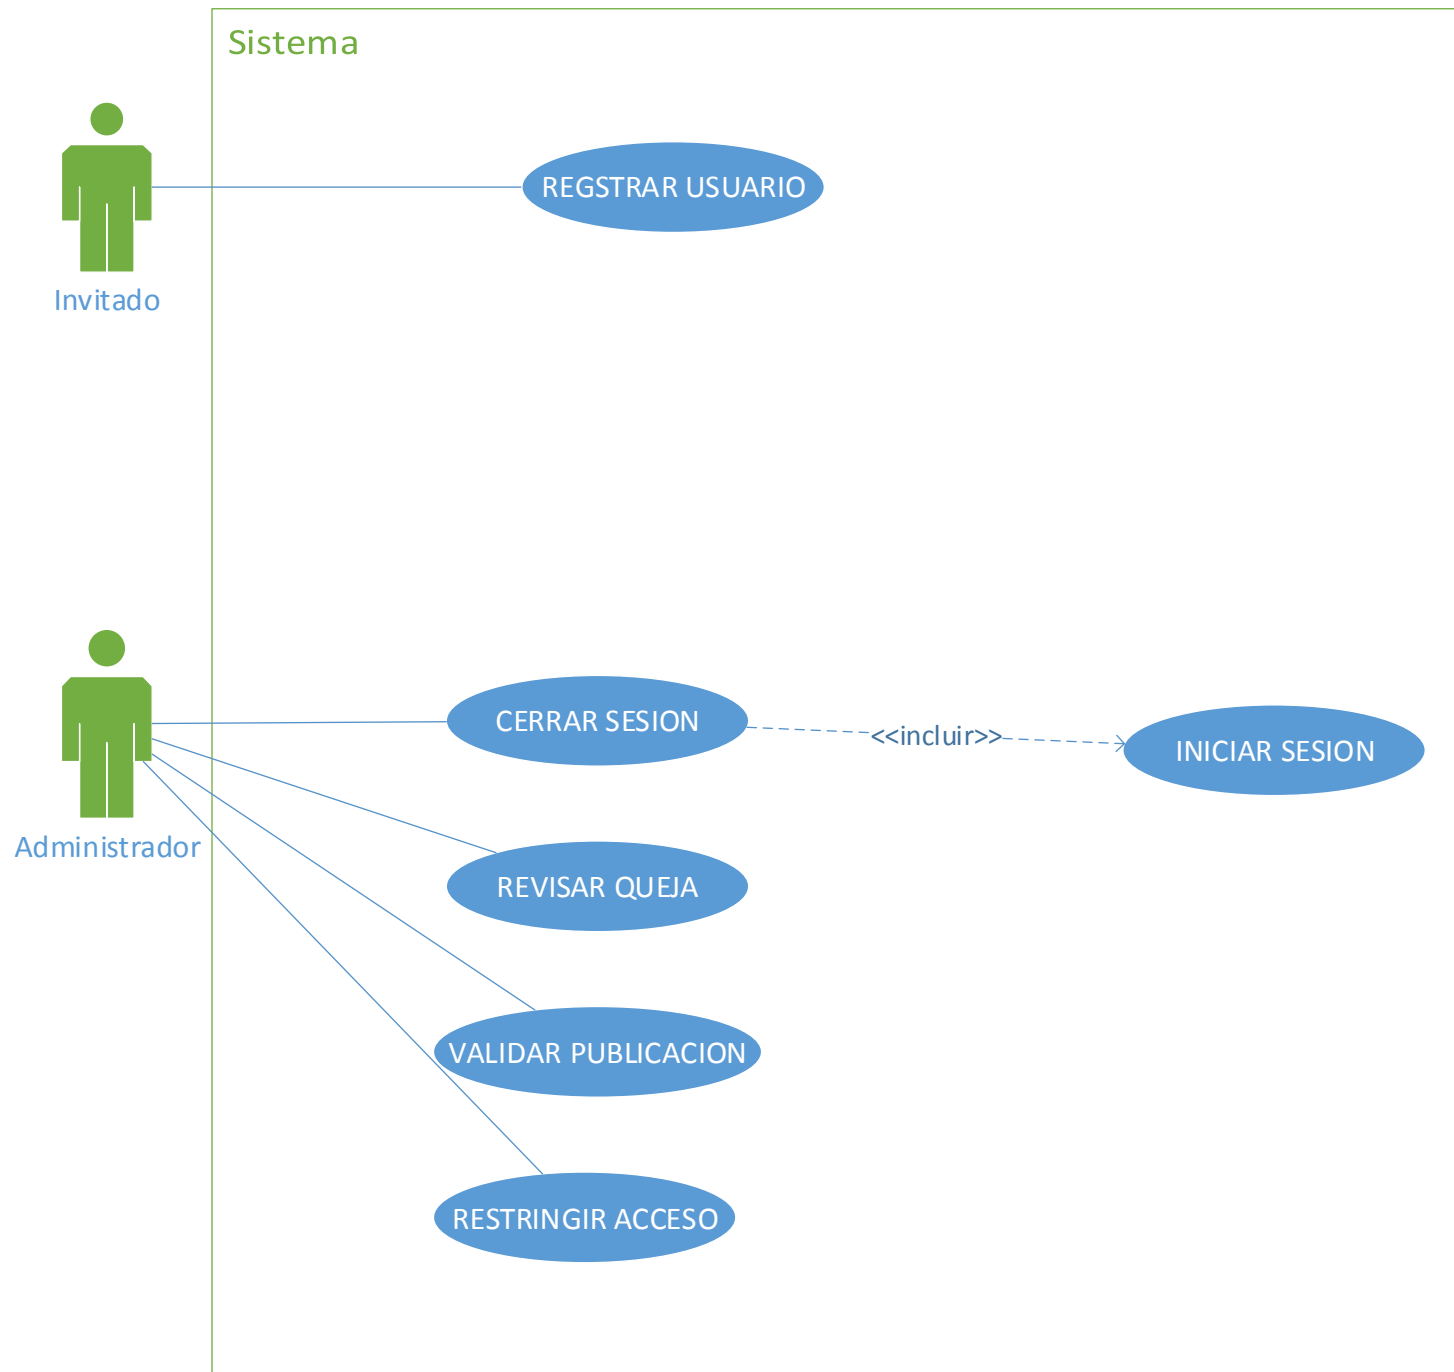 Sistema
REGSTRAR USUARIO
Invitado
CERRAR SESION
<<incluir>>
INICIAR SESION
Administrador
REVISAR QUEJA
VALIDAR PUBLICACION
RESTRINGIR ACCESO